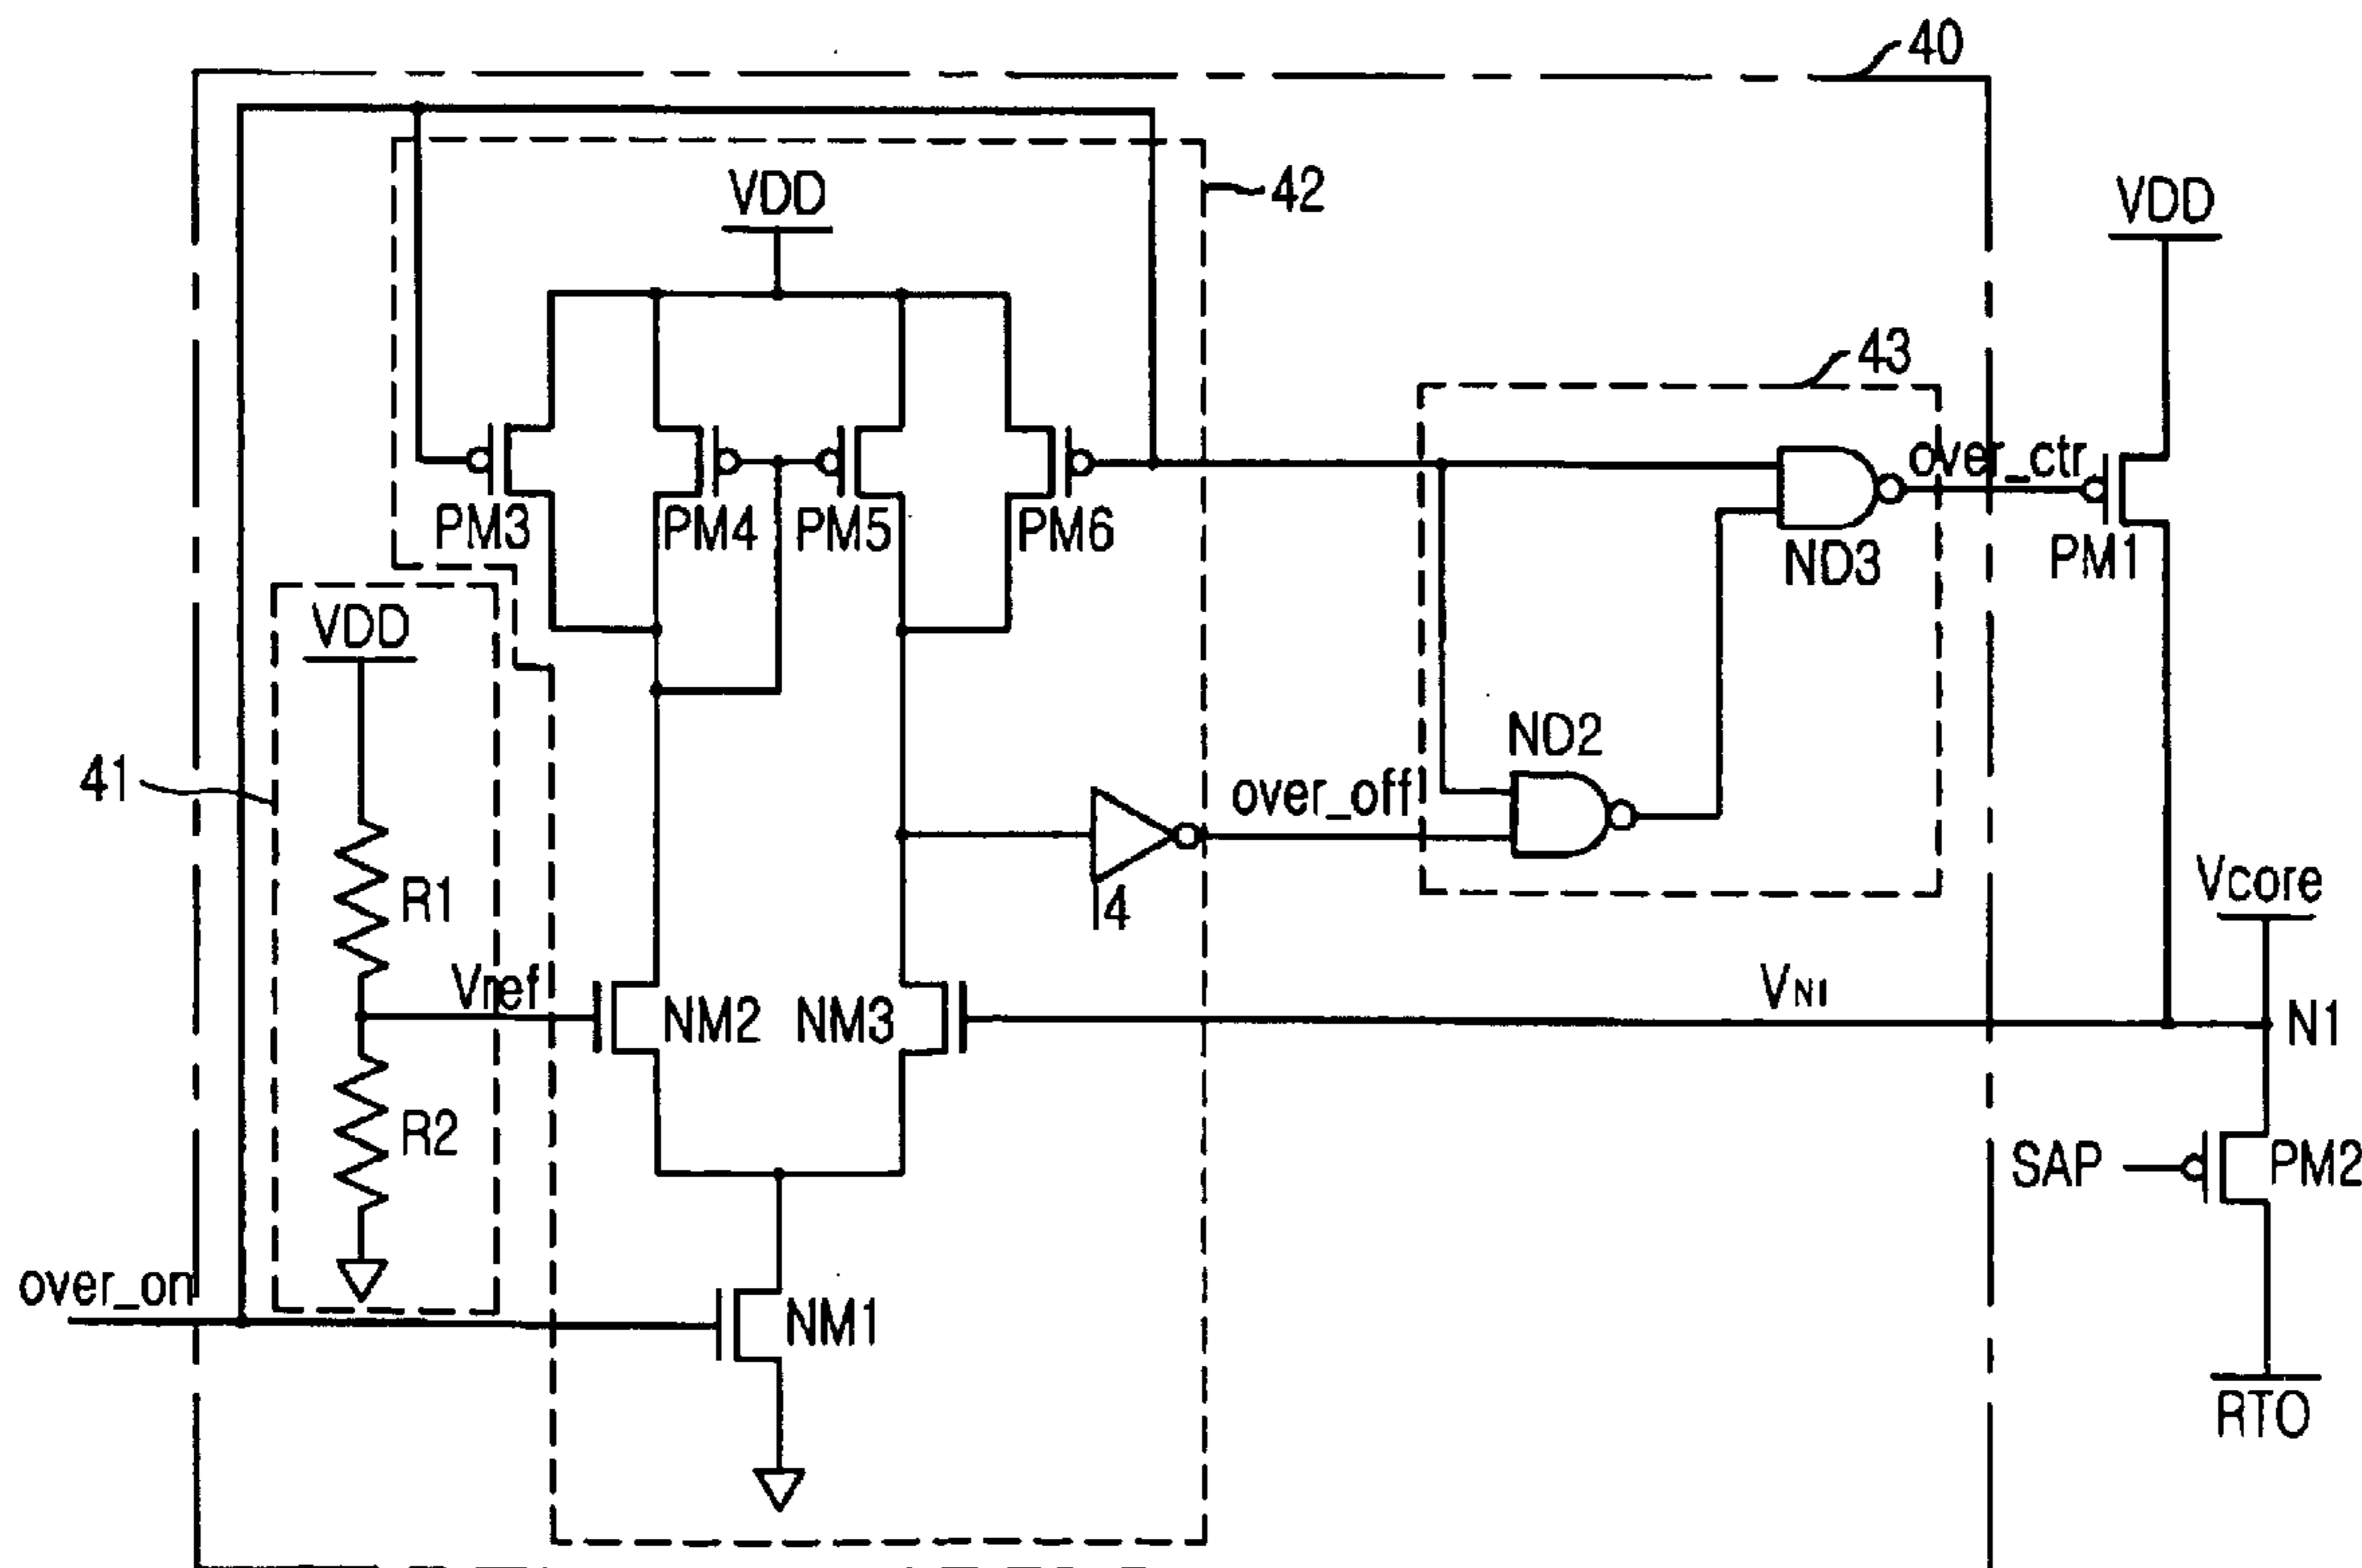 40
42
VDD
VDD
43
over_ctr
PM3
PM4
PM5
PM6
ND3
PM1
VDD
41
ND2
over_off
R1
I4
Vcore
Vref
NM2
NM3
VN1
N1
R2
SAP
PM2
over_on
NM1
RTO